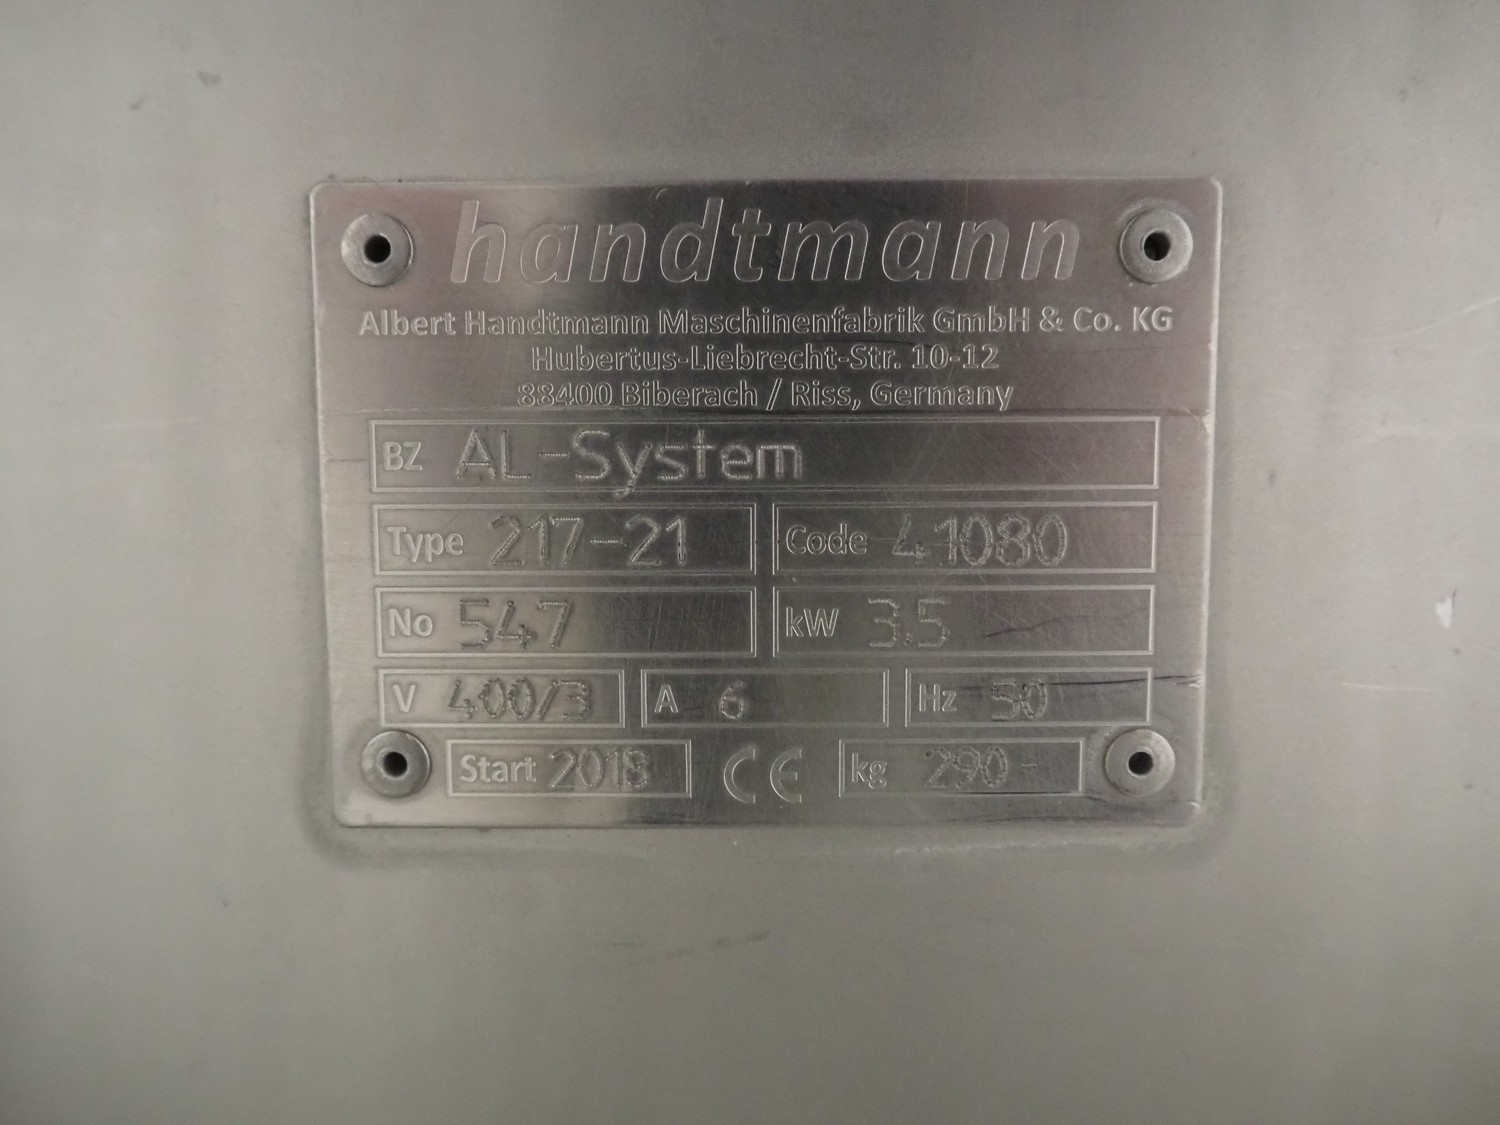 handtmann
Albert Handtmann Maschinenfabrik GmbH & Co. KG
Hubertus-Liebrecht-Str. 10-12
88400 Biberach / Riss, Germany
BZ AL-System
Type 217-21 Code 41080
No 547 kW 3.5
V 400/3 A 6 Hz 50
Start 2018 CE kg 290